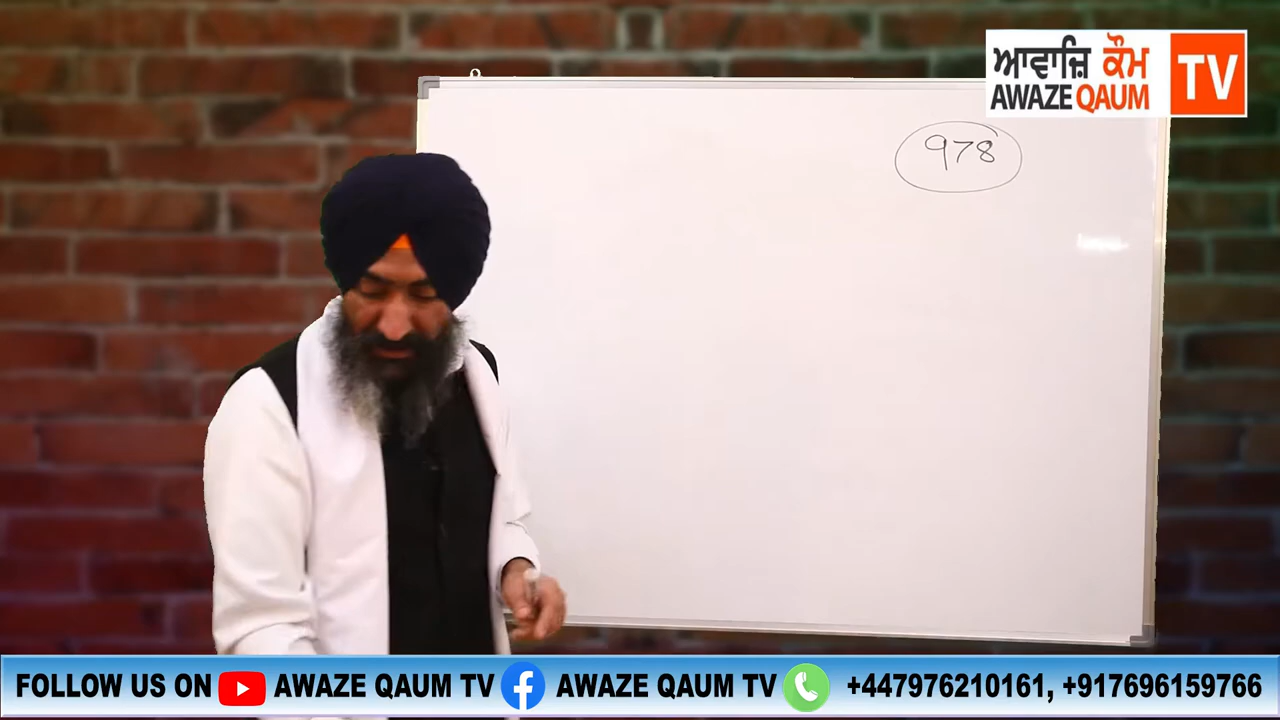 ਆਵਾਜ਼ਿ ਕੌਮ
AWAZE QAUM
TV
978
FOLLOW US ON AWAZE QAUM TV AWAZE QAUM TV +447976210161, +917696159766